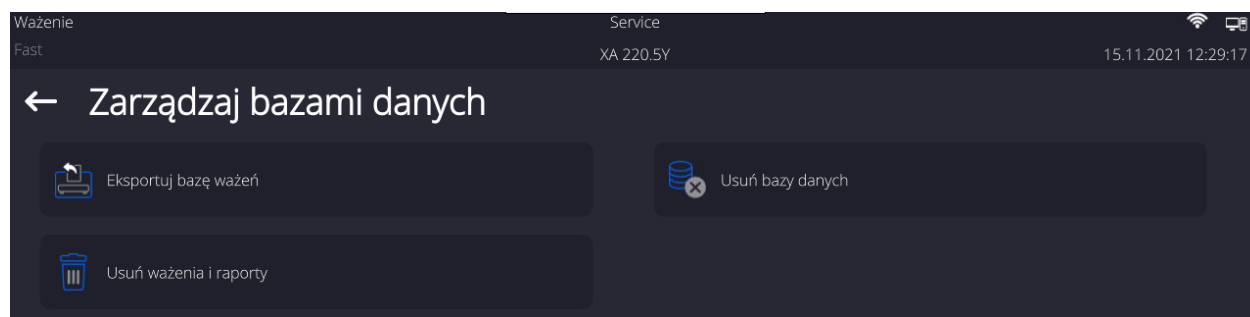 Ważenie
Service
Fast
XA 220.5Y
15.11.2021 12:29:17
Zarządzaj bazami danych
Eksportuj bazę ważeń
Usuń bazy danych
Usuń ważenia i raporty